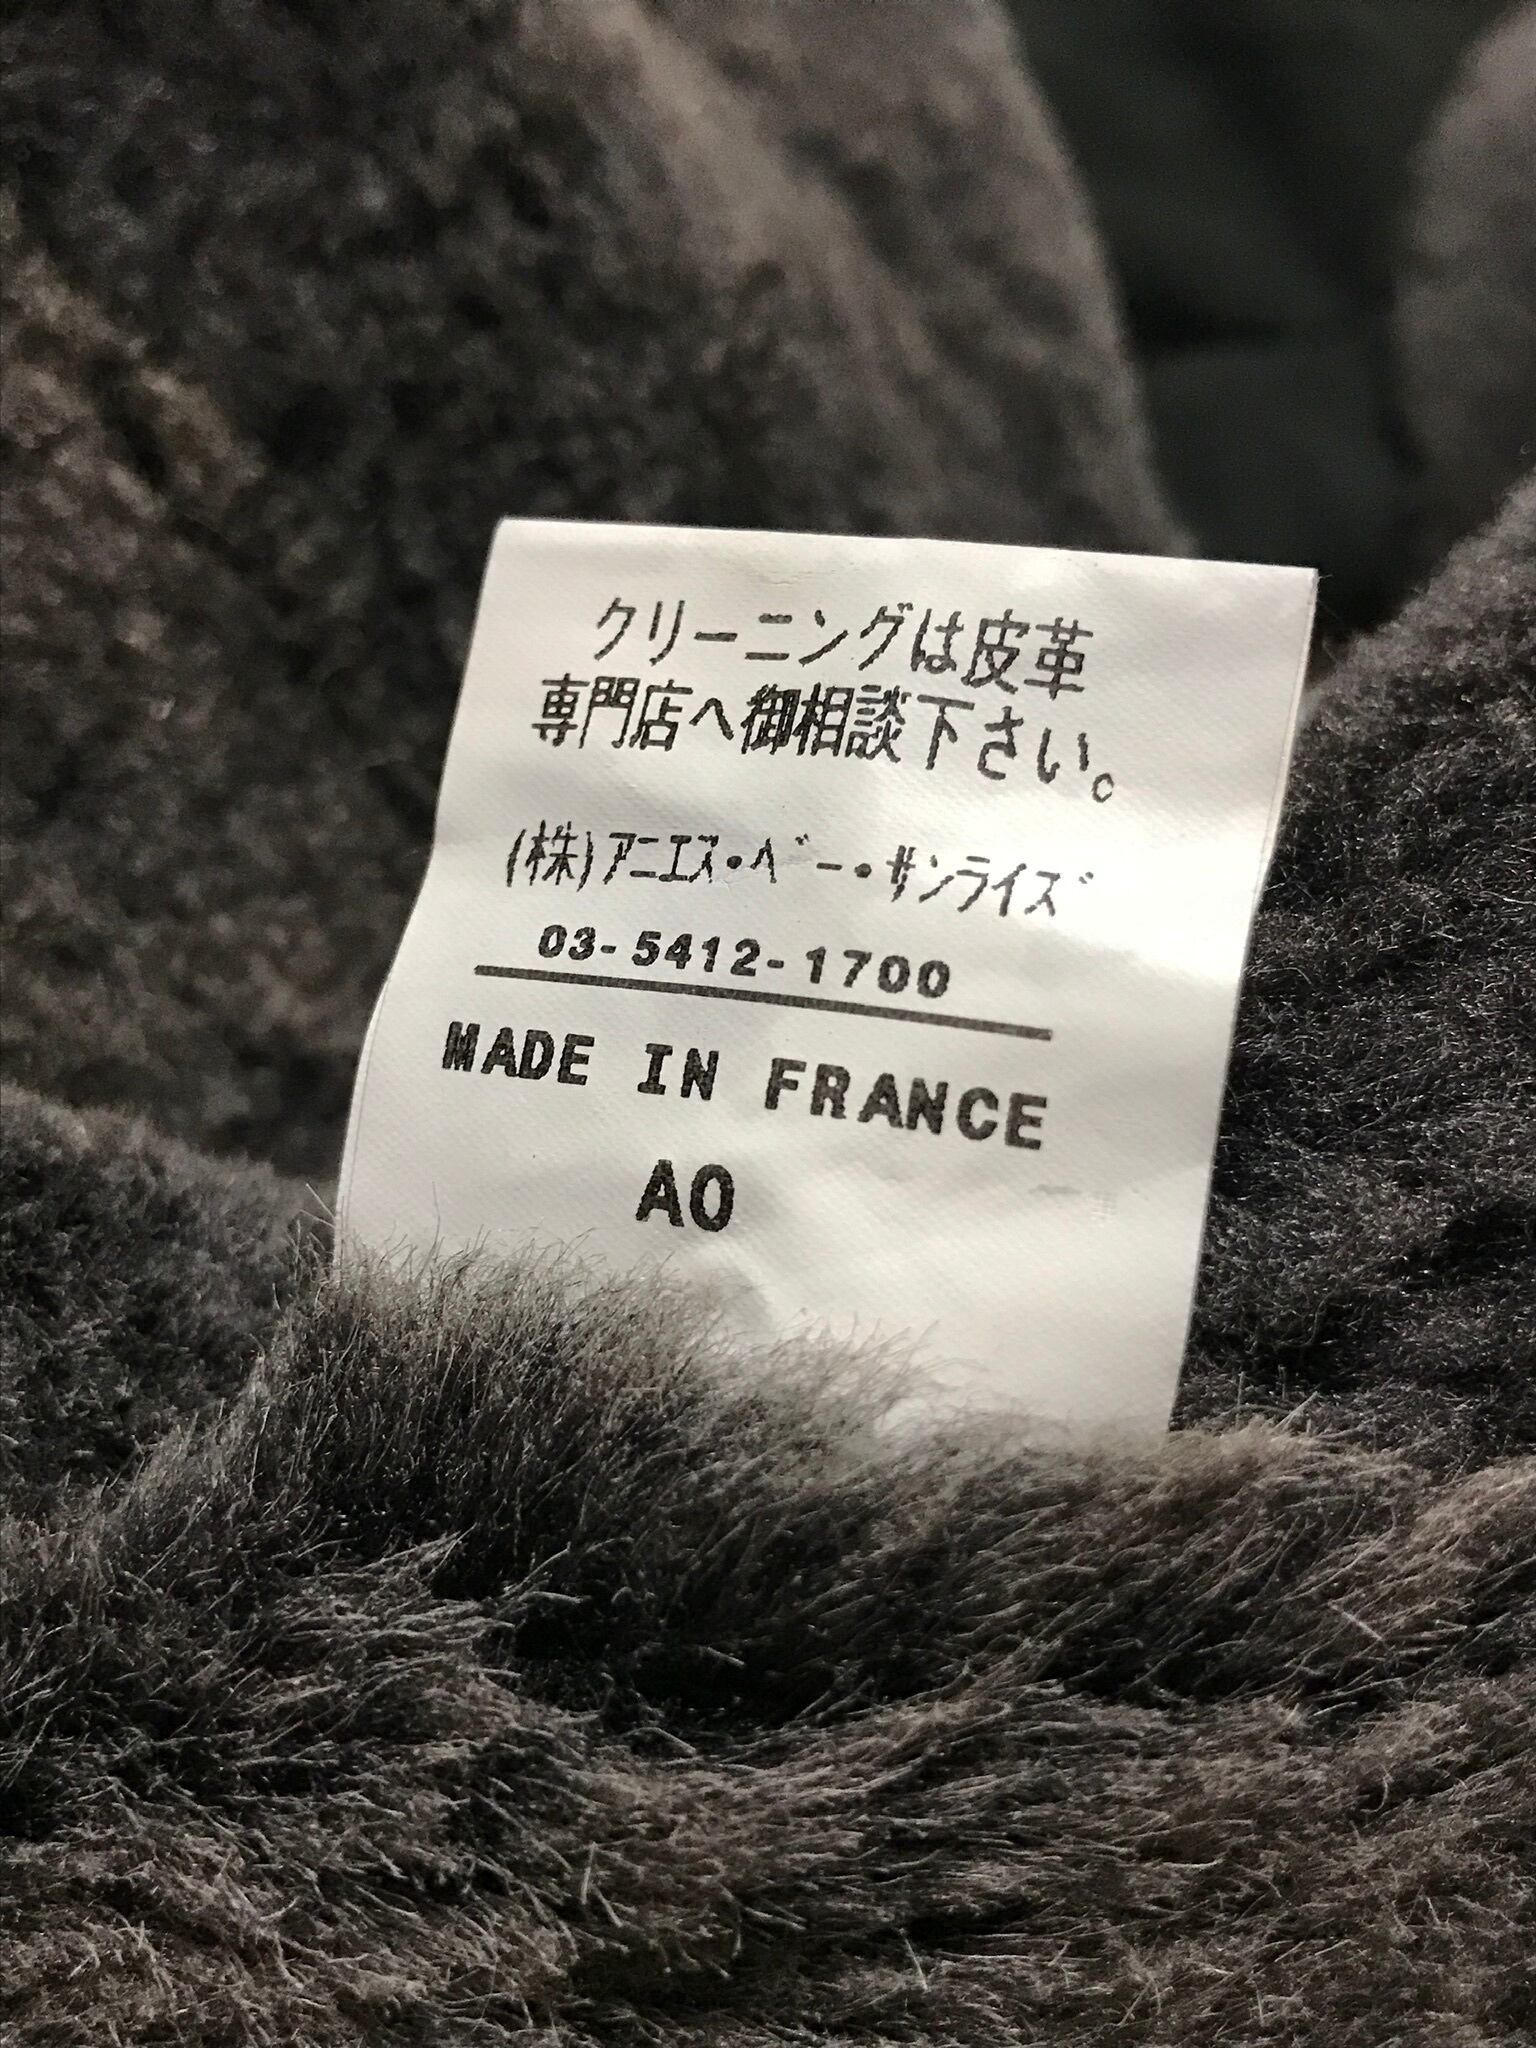 クリーニングは皮革
専門店へ御相談下さい。
(株)アニエス・ベー・サンライズ
03-5412-1700
MADE IN FRANCE
A0